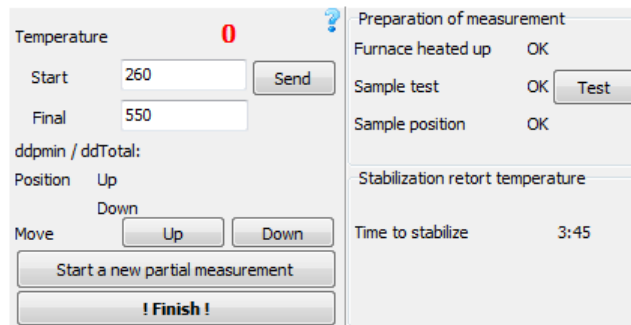 Temperature 0 ?
Start 260 Send
Final 550
ddpmin / ddTotal:
Position Up
Down
Move Up Down
Start a new partial measurement
! Finish !
Preparation of measurement
Furnace heated up OK
Sample test OK Test
Sample position OK
Stabilization retort temperature
Time to stabilize 3:45